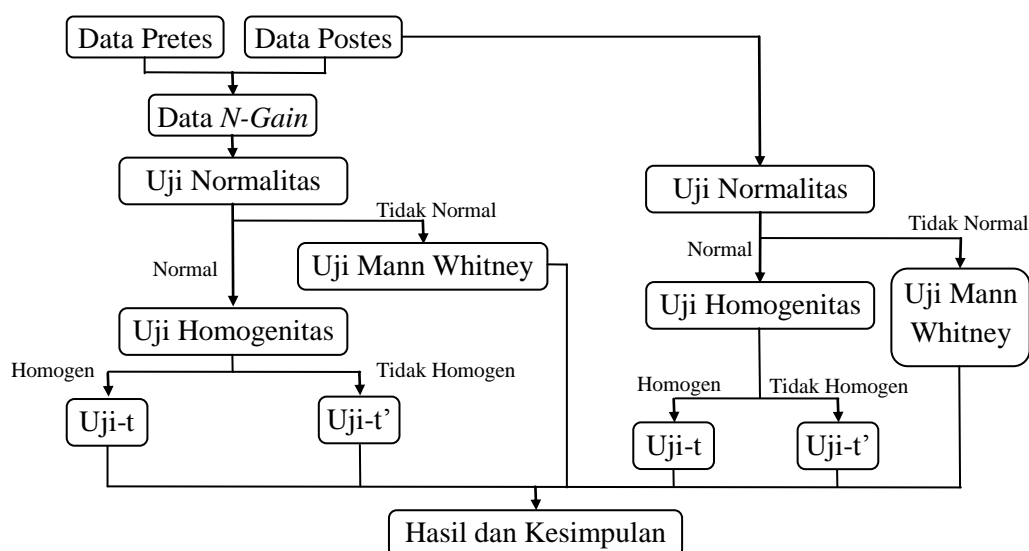 Data Pretes
Data Postes
Data N-Gain
Uji Normalitas
Tidak Normal
Normal
Uji Mann Whitney
Uji Homogenitas
Homogen
Tidak Homogen
Uji-t
Uji-t’
Uji Normalitas
Tidak Normal
Normal
Uji Homogenitas
Uji Mann
Whitney
Homogen
Tidak Homogen
Uji-t
Uji-t’
Hasil dan Kesimpulan